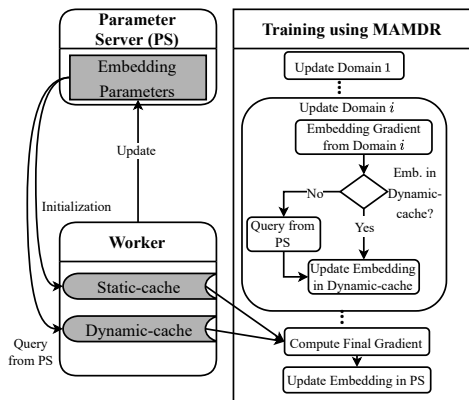 Parameter
Server (PS)
Embedding
Parameters
Update
Initialization
Worker
Static-cache
Dynamic-cache
Query
from PS
Training using MAMDR
Update Domain 1
Update Domain i
Embedding Gradient
from Domain i
Emb. in
Dynamic-
cache?
No
Yes
Query from
PS
Update Embedding
in Dynamic-cache
Compute Final Gradient
Update Embedding in PS